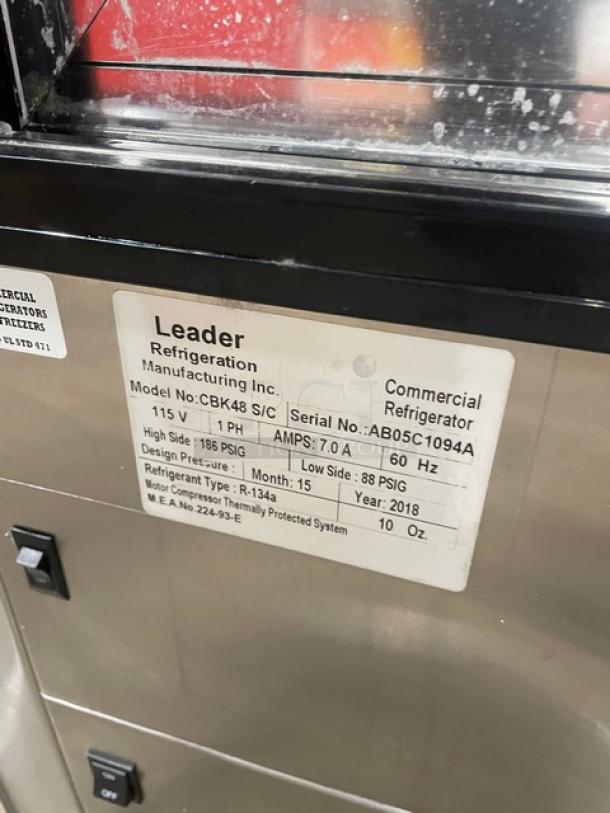 ERCIAL
GERATORS
FREEZERS
UL STD 471
Leader
Refrigeration
Manufacturing Inc.
Commercial
Refrigerator
Model No:CBK48 S/C Serial No.:AB05C1094A
115 V 1 PH AMPS: 7.0 A 60 Hz
High Side : 186 PSIG Low Side : 88 PSIG
Design Pressure : Month: 15 Year: 2018
Refrigerant Type : R-134a 10 Oz.
Motor Compressor Thermally Protected System
M.E.A.No.224-93-E
ON
OFF